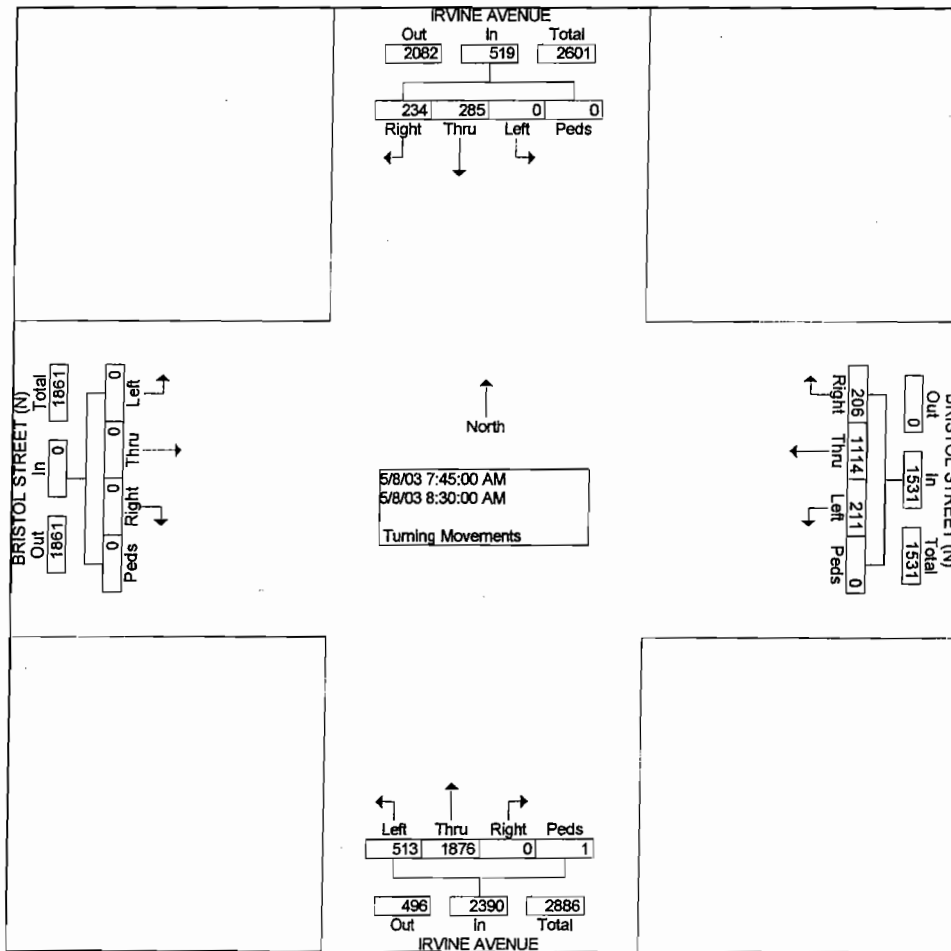 IRVINE AVENUE
Out In Total
2082 519 2601
234 285 0 0
Right Thru Left Peds
BRISTOL STREET (N)
Total In Out
1861 0 1861
0 0 0 0
Left Thru Right Peds
North
5/8/03 7:45:00 AM
5/8/03 8:30:00 AM
Turning Movements
BRISTOL STREET (N)
Out In Total
0 1531 1531
206 1114 211 0
Right Thru Left Peds
Left Thru Right Peds
513 1876 0 1
496 2390 2886
Out In Total
IRVINE AVENUE